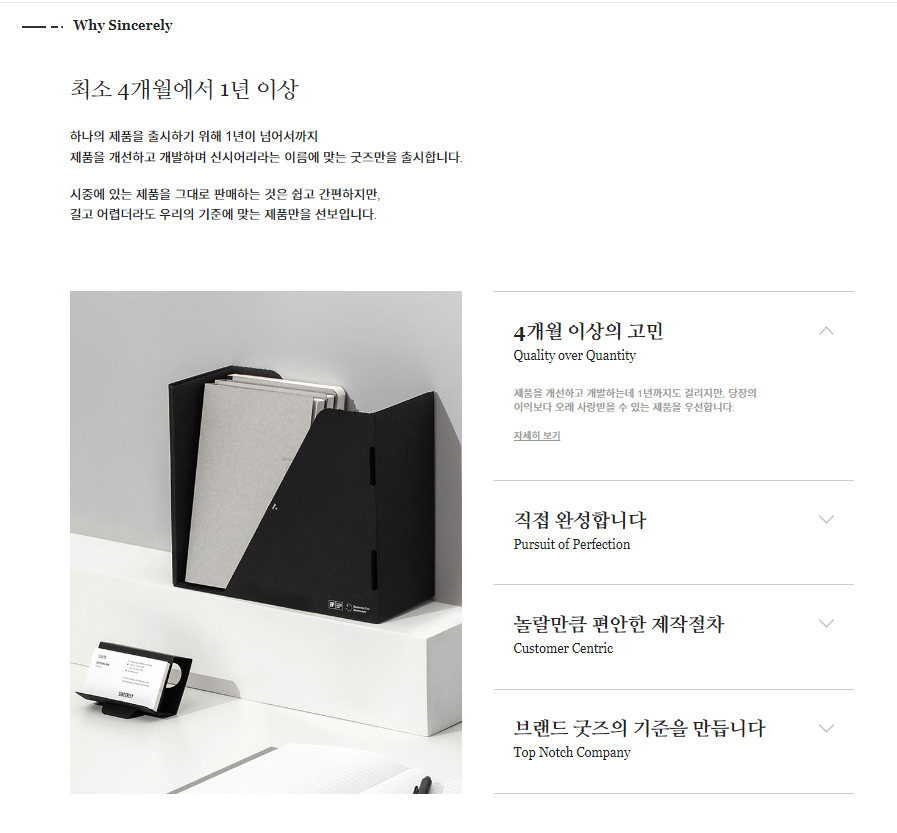 Why Sincerely
최소 4개월에서 1년 이상
하나의 제품을 출시하기 위해 1년이 넘어서까지
제품을 개선하고 개발하며 신시어리라는 이름에 맞는 굿즈만을 출시합니다.
시중에 있는 제품을 그대로 판매하는 것은 쉽고 간편하지만,
길고 어렵더라도 우리의 기준에 맞는 제품만을 선보입니다.
4개월 이상의 고민
Quality over Quantity
제품을 개선하고 개발하는데 1년까지도 걸리지만, 당장의
이익보다 오래 사랑받을 수 있는 제품을 우선합니다.
자세히 보기
직접 완성합니다
Pursuit of Perfection
놀랄만큼 편안한 제작절차
Customer Centric
브랜드 굿즈의 기준을 만듭니다
Top Notch Company